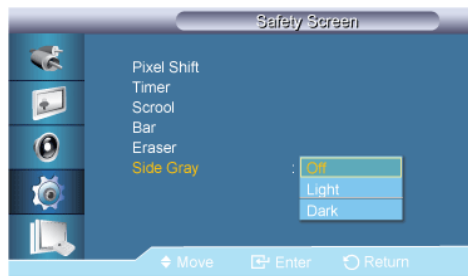 Safety Screen
Pixel Shift
Timer
Scrool
Bar
Eraser
Side Gray : Off
Light
Dark
Move Enter Return